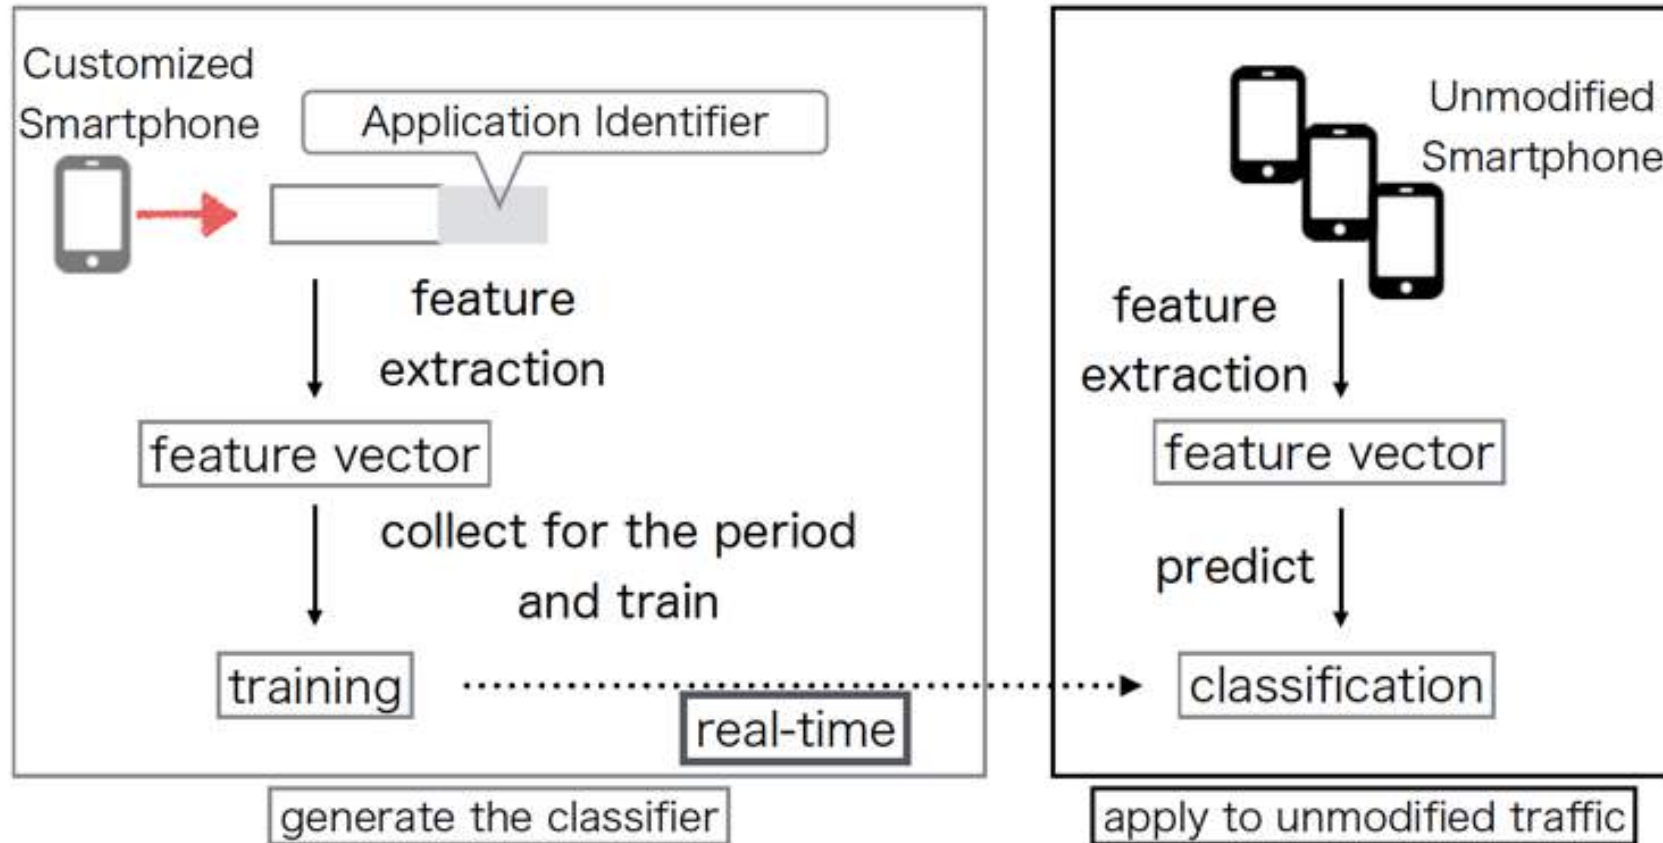 Customized
Smartphone
Application Identifier
feature
extraction
feature vector
collect for the period
and train
training
real-time
generate the classifier
Unmodified
Smartphone
feature
extraction
feature vector
predict
classification
apply to unmodified traffic